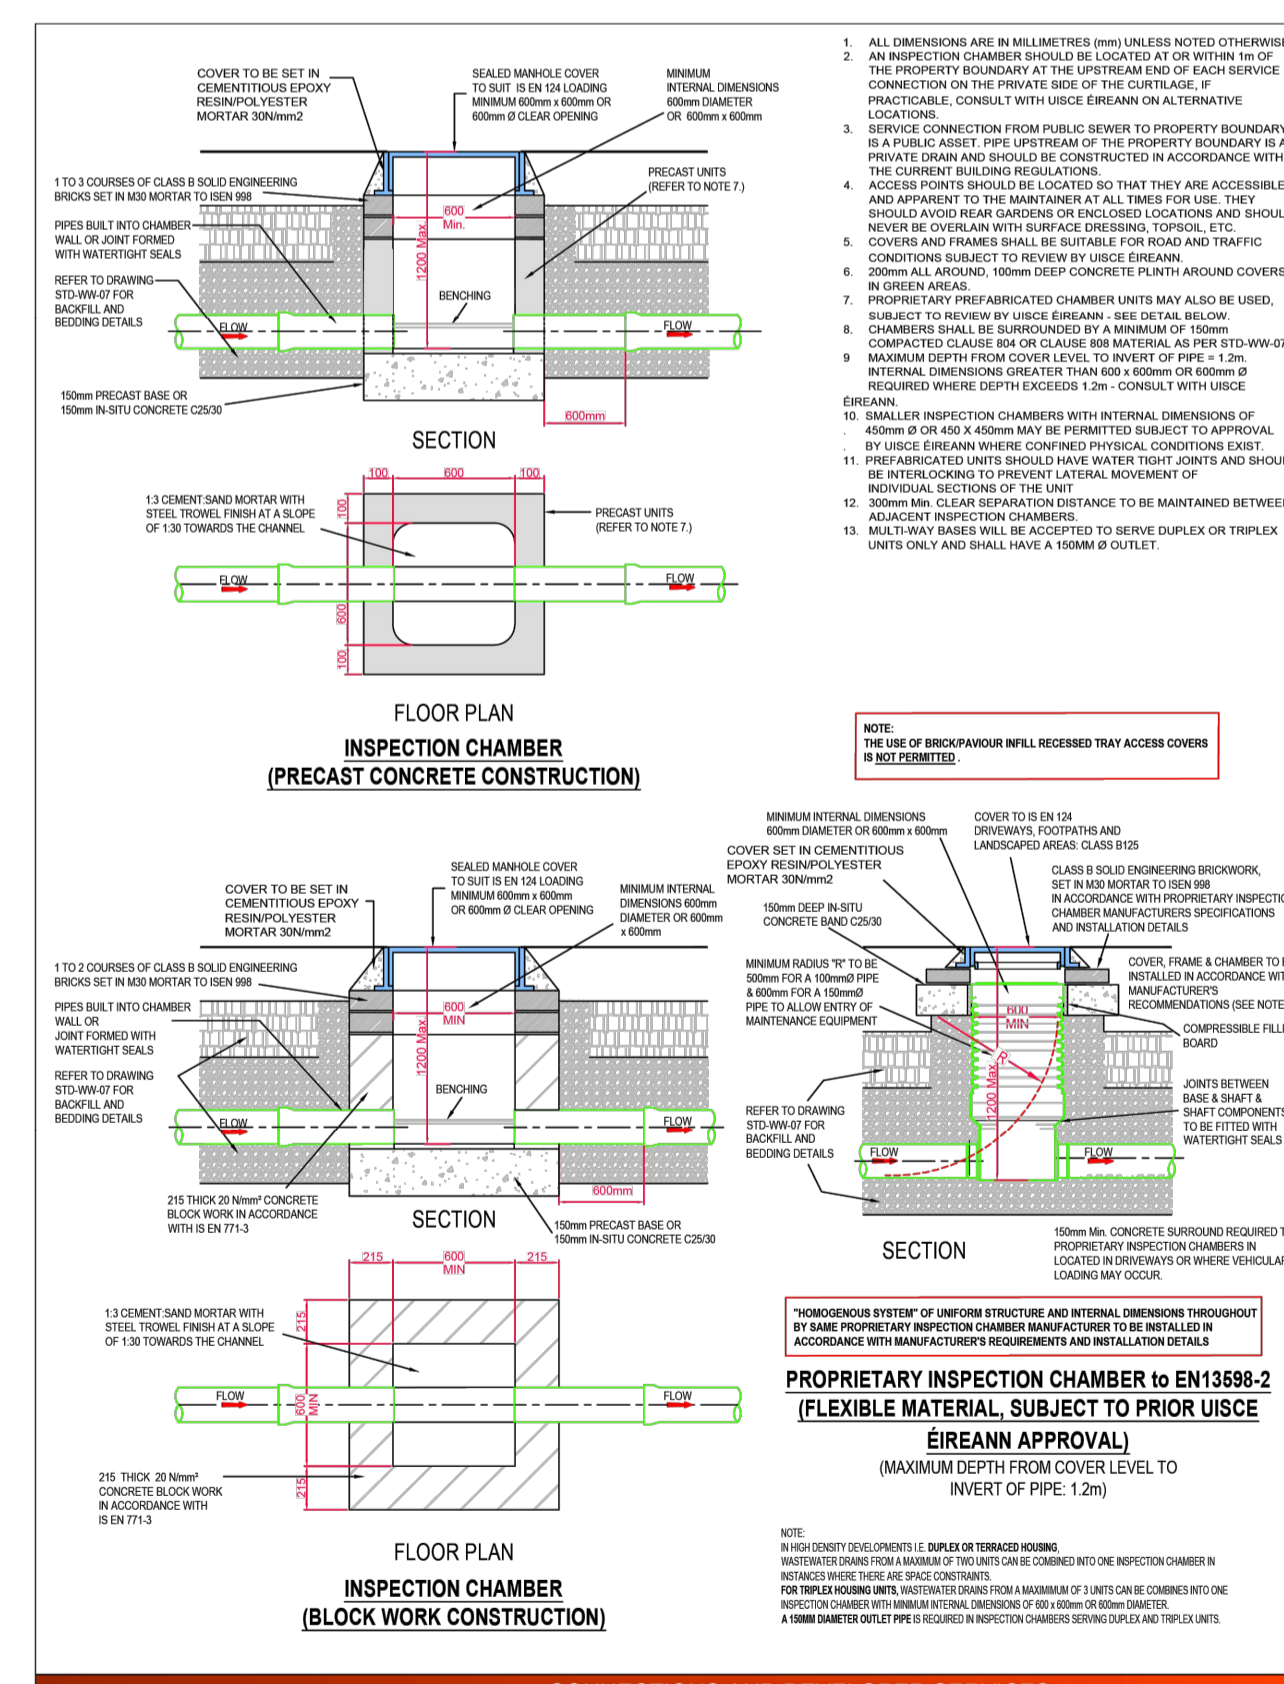 COVER TO BE SET IN
CEMENTITIOUS EPOXY
RESIN/POLYESTER
MORTAR 30N/mm2
SEALED MANHOLE COVER
TO SUIT IS EN 124 LOADING
MINIMUM 600mm x 600mm OR
600mm Ø CLEAR OPENING
MINIMUM
INTERNAL DIMENSIONS
600mm DIAMETER
OR 600mm x 600mm
PRECAST UNITS
(REFER TO NOTE 7.)
1 TO 3 COURSES OF CLASS B SOLID ENGINEERING
BRICKS SET IN M30 MORTAR TO ISEN 998
PIPES BUILT INTO CHAMBER
WALL OR JOINT FORMED
WITH WATERTIGHT SEALS
REFER TO DRAWING
STD-WW-07 FOR
BACKFILL AND
BEDDING DETAILS
600
Min.
1200 Max.
BENCHING
FLOW
FLOW
150mm PRECAST BASE OR
150mm IN-SITU CONCRETE C25/30
600mm
SECTION
100
600
100
1:3 CEMENT:SAND MORTAR WITH
STEEL TROWEL FINISH AT A SLOPE
OF 1:30 TOWARDS THE CHANNEL
100
PRECAST UNITS
(REFER TO NOTE 7.)
FLOW
FLOW
600
100
FLOOR PLAN
INSPECTION CHAMBER
(PRECAST CONCRETE CONSTRUCTION)
1. ALL DIMENSIONS ARE IN MILLIMETRES (mm) UNLESS NOTED OTHERWISE
2. AN INSPECTION CHAMBER SHOULD BE LOCATED AT OR WITHIN 1m OF
THE PROPERTY BOUNDARY AT THE UPSTREAM END OF EACH SERVICE
CONNECTION ON THE PRIVATE SIDE OF THE CURTILAGE, IF
PRACTICABLE, CONSULT WITH UISCE ÉIREANN ON ALTERNATIVE
LOCATIONS.
3. SERVICE CONNECTION FROM PUBLIC SEWER TO PROPERTY BOUNDARY
IS A PUBLIC ASSET. PIPE UPSTREAM OF THE PROPERTY BOUNDARY IS A
PRIVATE DRAIN AND SHOULD BE CONSTRUCTED IN ACCORDANCE WITH
THE CURRENT BUILDING REGULATIONS.
4. ACCESS POINTS SHOULD BE LOCATED SO THAT THEY ARE ACCESSIBLE
AND APPARENT TO THE MAINTAINER AT ALL TIMES FOR USE. THEY
SHOULD AVOID REAR GARDENS OR ENCLOSED LOCATIONS AND SHOUL
NEVER BE OVERLAIN WITH SURFACE DRESSING, TOPSOIL, ETC.
5. COVERS AND FRAMES SHALL BE SUITABLE FOR ROAD AND TRAFFIC
CONDITIONS SUBJECT TO REVIEW BY UISCE ÉIREANN.
6. 200mm ALL AROUND, 100mm DEEP CONCRETE PLINTH AROUND COVERS
IN GREEN AREAS.
7. PROPRIETARY PREFABRICATED CHAMBER UNITS MAY ALSO BE USED,
SUBJECT TO REVIEW BY UISCE ÉIREANN - SEE DETAIL BELOW.
8. CHAMBERS SHALL BE SURROUNDED BY A MINIMUM OF 150mm
COMPACTED CLAUSE 804 OR CLAUSE 808 MATERIAL AS PER STD-WW-07
9 MAXIMUM DEPTH FROM COVER LEVEL TO INVERT OF PIPE = 1.2m.
INTERNAL DIMENSIONS GREATER THAN 600 x 600mm OR 600mm Ø
REQUIRED WHERE DEPTH EXCEEDS 1.2m - CONSULT WITH UISCE
ÉIREANN.
10. SMALLER INSPECTION CHAMBERS WITH INTERNAL DIMENSIONS OF
. 450mm Ø OR 450 X 450mm MAY BE PERMITTED SUBJECT TO APPROVAL
. BY UISCE ÉIREANN WHERE CONFINED PHYSICAL CONDITIONS EXIST.
11. PREFABRICATED UNITS SHOULD HAVE WATER TIGHT JOINTS AND SHOUL
BE INTERLOCKING TO PREVENT LATERAL MOVEMENT OF
INDIVIDUAL SECTIONS OF THE UNIT
12. 300mm Min. CLEAR SEPARATION DISTANCE TO BE MAINTAINED BETWEE
ADJACENT INSPECTION CHAMBERS.
13. MULTI-WAY BASES WILL BE ACCEPTED TO SERVE DUPLEX OR TRIPLEX
UNITS ONLY AND SHALL HAVE A 150MM Ø OUTLET.
NOTE:
THE USE OF BRICK/PAVIOUR INFILL RECESSED TRAY ACCESS COVERS
IS NOT PERMITTED .
COVER TO BE SET IN
CEMENTITIOUS EPOXY
RESIN/POLYESTER
MORTAR 30N/mm2
SEALED MANHOLE COVER
TO SUIT IS EN 124 LOADING
MINIMUM 600mm x 600mm
OR 600mm Ø CLEAR OPENING
MINIMUM INTERNAL
DIMENSIONS 600mm
DIAMETER OR 600mm
x 600mm
1 TO 2 COURSES OF CLASS B SOLID ENGINEERING
BRICKS SET IN M30 MORTAR TO ISEN 998
PIPES BUILT INTO CHAMBER
WALL OR
JOINT FORMED WITH
WATERTIGHT SEALS
REFER TO DRAWING
STD-WW-07 FOR
BACKFILL AND
BEDDING DETAILS
600
MIN
1200 Max.
BENCHING
FLOW
FLOW
215 THICK 20 N/mm² CONCRETE
BLOCK WORK IN ACCORDANCE
WITH IS EN 771-3
600mm
SECTION
150mm PRECAST BASE OR
150mm IN-SITU CONCRETE C25/30
215
600
MIN
215
1:3 CEMENT:SAND MORTAR WITH
STEEL TROWEL FINISH AT A SLOPE
OF 1:30 TOWARDS THE CHANNEL
215
FLOW
FLOW
600
MIN
215
215 THICK 20 N/mm²
CONCRETE BLOCK WORK
IN ACCORDANCE WITH
IS EN 771-3
FLOOR PLAN
INSPECTION CHAMBER
(BLOCK WORK CONSTRUCTION)
MINIMUM INTERNAL DIMENSIONS
600mm DIAMETER OR 600mm x 600mm
COVER SET IN CEMENTITIOUS
EPOXY RESIN/POLYESTER
MORTAR 30N/mm2
COVER TO IS EN 124
DRIVEWAYS, FOOTPATHS AND
LANDSCAPED AREAS: CLASS B125
CLASS B SOLID ENGINEERING BRICKWORK,
SET IN M30 MORTAR TO ISEN 998
IN ACCORDANCE WITH PROPRIETARY INSPECTIO
CHAMBER MANUFACTURERS SPECIFICATIONS
AND INSTALLATION DETAILS
150mm DEEP IN-SITU
CONCRETE BAND C25/30
MINIMUM RADIUS "R" TO BE
500mm FOR A 100mmØ PIPE
& 600mm FOR A 150mmØ
PIPE TO ALLOW ENTRY OF
MAINTENANCE EQUIPMENT
COVER, FRAME & CHAMBER TO B
INSTALLED IN ACCORDANCE WIT
MANUFACTURER'S
RECOMMENDATIONS (SEE NOTE
COMPRESSIBLE FILLE
BOARD
600
MIN
R
1200 Max.
JOINTS BETWEEN
BASE & SHAFT &
SHAFT COMPONENTS
TO BE FITTED WITH
WATERTIGHT SEALS
REFER TO DRAWING
STD-WW-07 FOR
BACKFILL AND
BEDDING DETAILS
FLOW
FLOW
SECTION
150mm Min. CONCRETE SURROUND REQUIRED T
PROPRIETARY INSPECTION CHAMBERS IN
LOCATED IN DRIVEWAYS OR WHERE VEHICULAR
LOADING MAY OCCUR.
"HOMOGENOUS SYSTEM" OF UNIFORM STRUCTURE AND INTERNAL DIMENSIONS THROUGHOUT
BY SAME PROPRIETARY INSPECTION CHAMBER MANUFACTURER TO BE INSTALLED IN
ACCORDANCE WITH MANUFACTURER'S REQUIREMENTS AND INSTALLATION DETAILS
PROPRIETARY INSPECTION CHAMBER to EN13598-2
(FLEXIBLE MATERIAL, SUBJECT TO PRIOR UISCE
ÉIREANN APPROVAL)
(MAXIMUM DEPTH FROM COVER LEVEL TO
INVERT OF PIPE: 1.2m)
NOTE:
IN HIGH DENSITY DEVELOPMENTS I.E. DUPLEX OR TERRACED HOUSING,
WASTEWATER DRAINS FROM A MAXIMUM OF TWO UNITS CAN BE COMBINED INTO ONE INSPECTION CHAMBER IN
INSTANCES WHERE THERE ARE SPACE CONSTRAINTS.
FOR TRIPLEX HOUSING UNITS, WASTEWATER DRAINS FROM A MAXIMIMUM OF 3 UNITS CAN BE COMBINES INTO ONE
INSPECTION CHAMBER WITH MINIMUM INTERNAL DIMENSIONS OF 600 x 600mm OR 600mm DIAMETER.
A 150MM DIAMETER OUTLET PIPE IS REQUIRED IN INSPECTION CHAMBERS SERVING DUPLEX AND TRIPLEX UNITS.